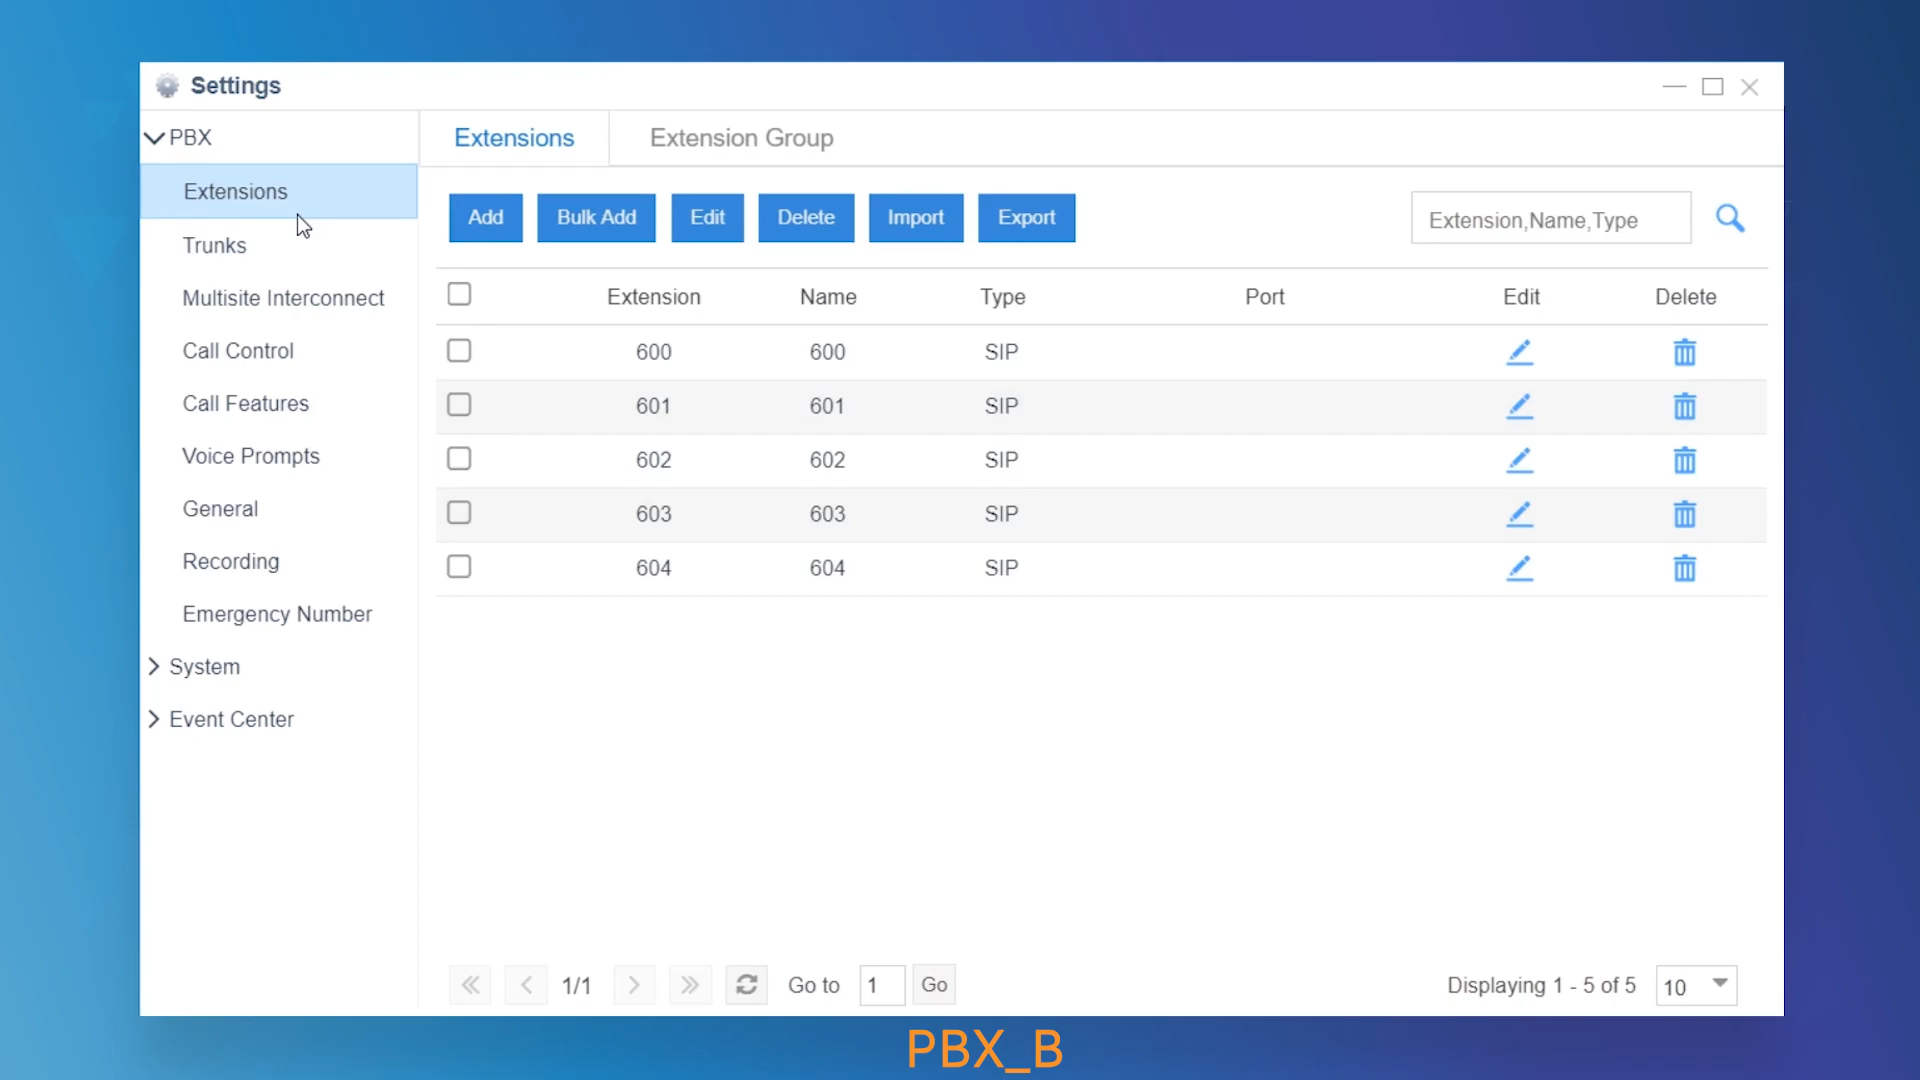 Settings
PBX
Extensions
Trunks
Multisite Interconnect
Call Control
Call Features
Voice Prompts
General
Recording
Emergency Number
System
Event Center
Extensions Extension Group
Add Bulk Add Edit Delete Import Export Extension,Name,Type
Extension Name Type Port Edit Delete
600 600 SIP
601 601 SIP
602 602 SIP
603 603 SIP
604 604 SIP
1/1 Go to 1 Go Displaying 1 - 5 of 5 10
PBX_B